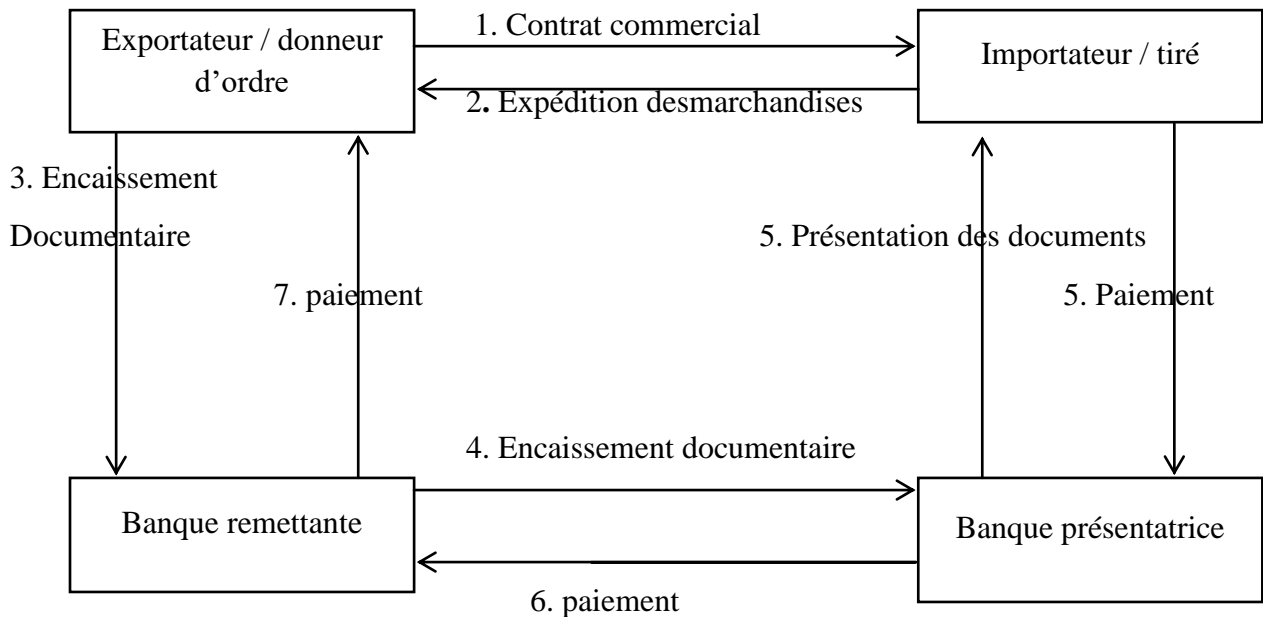 Exportateur / donneur
d’ordre
1. Contrat commercial
Importateur / tiré
2. Expédition desmarchandises
3. Encaissement
Documentaire
5. Présentation des documents
7. paiement
5. Paiement
4. Encaissement documentaire
Banque remettante
Banque présentatrice
6. paiement